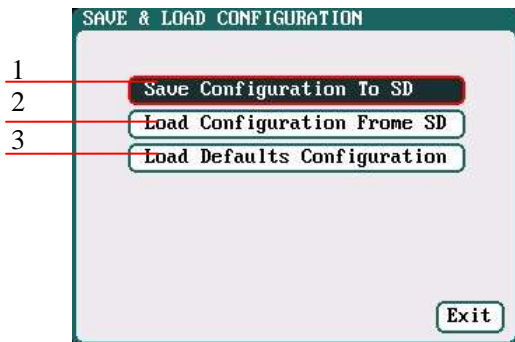 SAVE & LOAD CONFIGURATION
1
Save Configuration To SD
2
Load Configuration Frome SD
3
Load Defaults Configuration
Exit